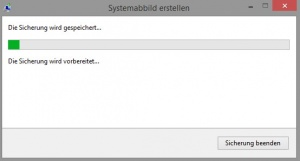 Systemabbild erstellen
Die Sicherung wird gespeichert...
Die Sicherung wird vorbereitet...
Sicherung beenden